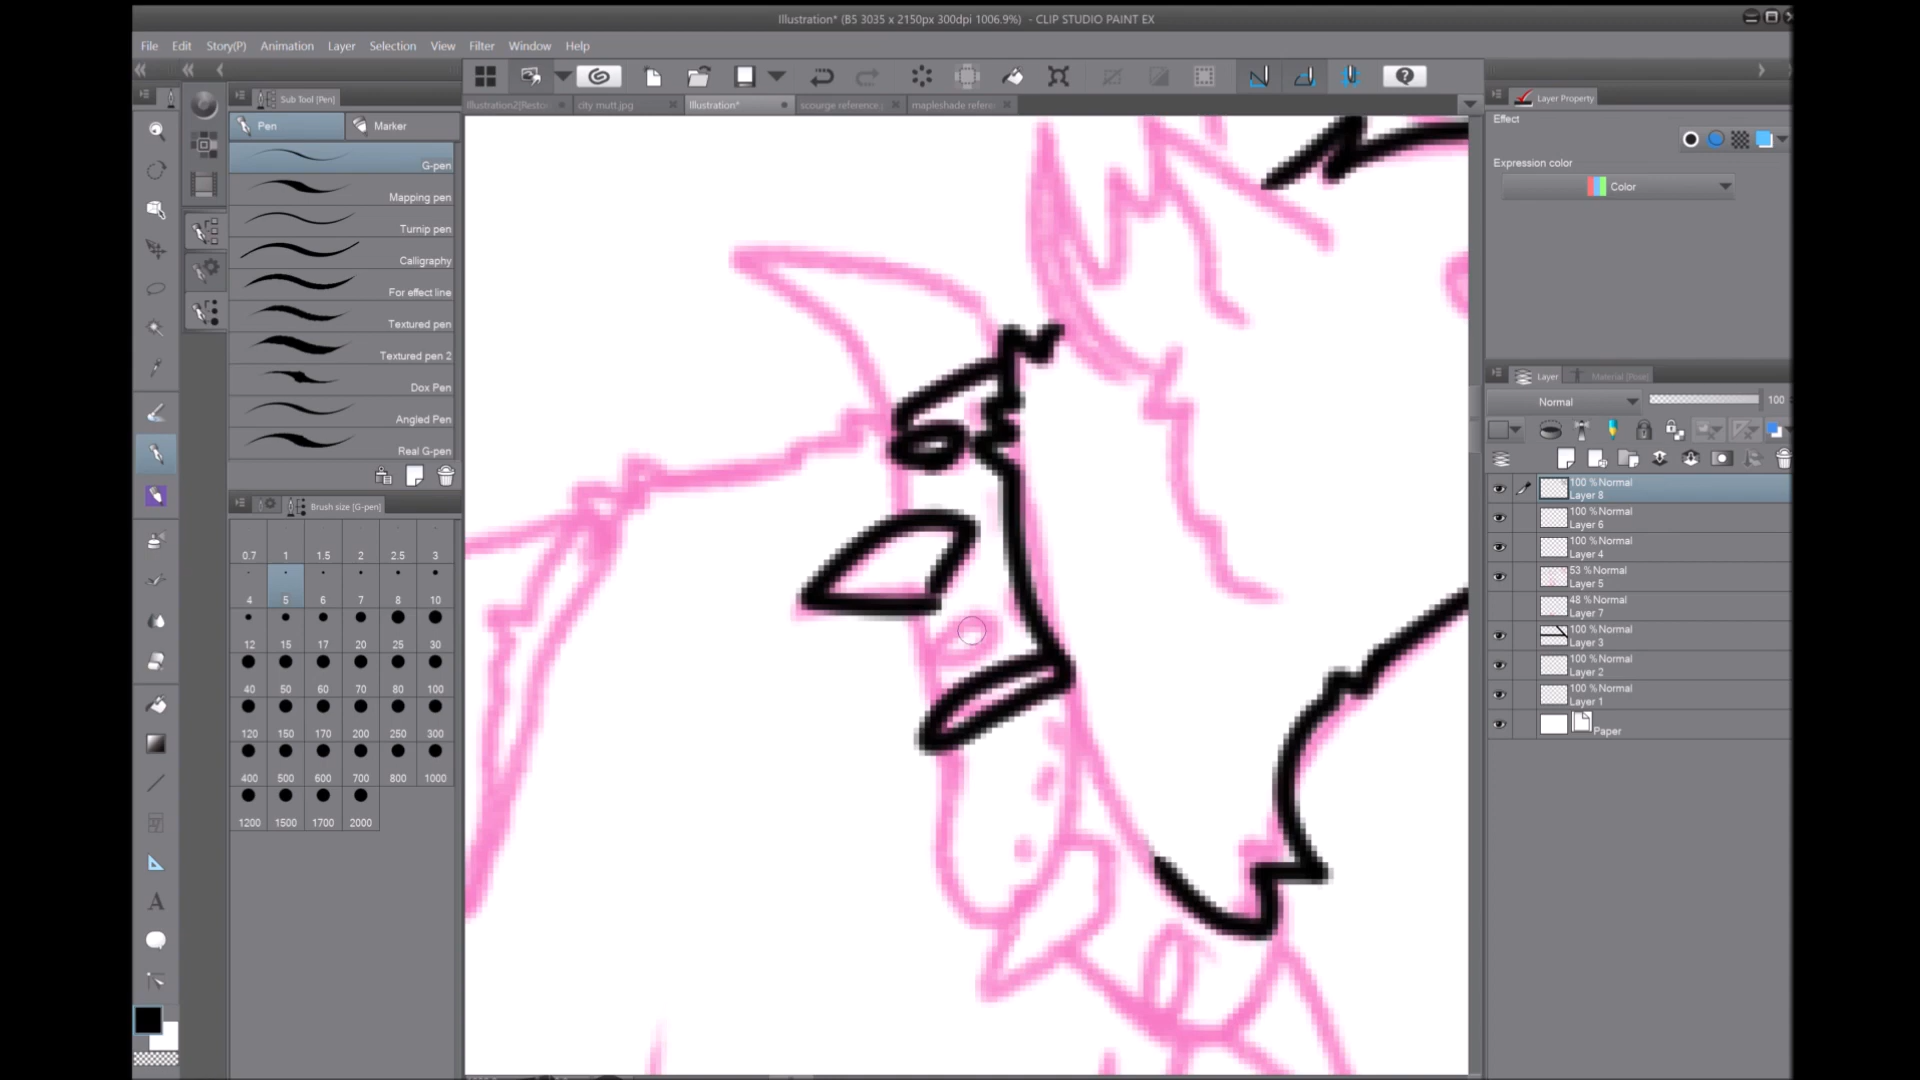 Illustration* (B5 3035 x 2150px 300dpi 1006.9%) - CLIP STUDIO PAINT EX
File Edit Story(P) Animation Layer Selection View Filter Window Help
Sub Tool [Pen]
Illustration2[Resto city mutt.jpg Illustration* scourge reference mapleshade refere
Pen Marker
G-pen
Mapping pen
Turnip pen
Calligraphy
For effect line
Textured pen
Textured pen 2
Dox Pen
Angled Pen
Real G-pen
Brush size [G-pen]
0.7 1 1.5 2 2.5 3
4 5 6 7 8 10
12 15 17 20 25 30
40 50 60 70 80 100
120 150 170 200 250 300
400 500 600 700 800 1000
1200 1500 1700 2000
A
Layer Property
Effect
Expression color
Color
Layer Material [Pose]
Normal 100
100 % Normal
Layer 8
100 % Normal
Layer 6
100 % Normal
Layer 4
53 % Normal
Layer 5
48 % Normal
Layer 7
100 % Normal
Layer 3
100 % Normal
Layer 2
100 % Normal
Layer 1
Paper